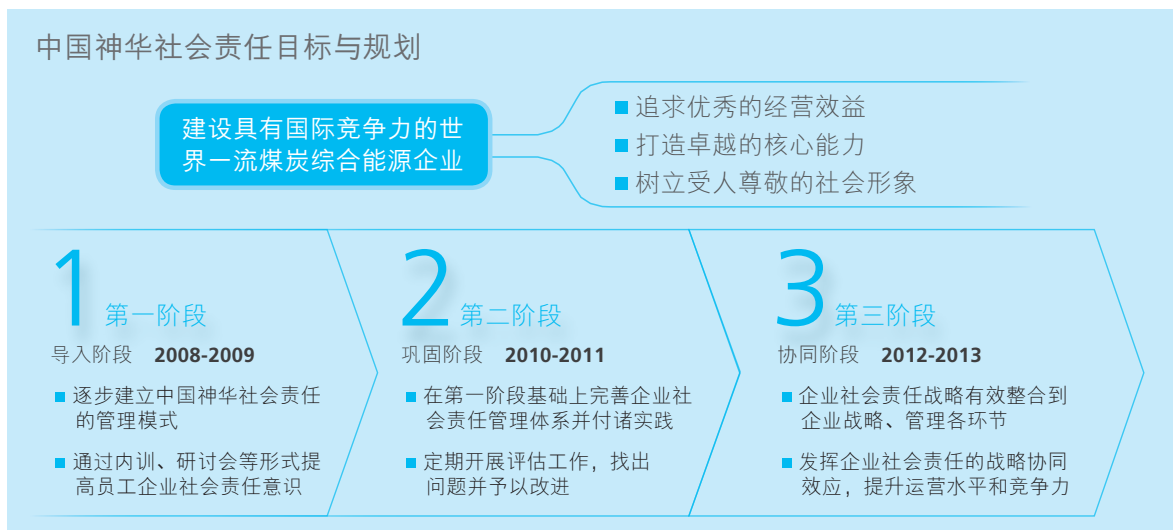 中国神华社会责任目标与规划
建设具有国际竞争力的世
界一流煤炭综合能源企业
■ 追求优秀的经营效益
■ 打造卓越的核心能力
■ 树立受人尊敬的社会形象
1 第一阶段
导入阶段 2008-2009
■ 逐步建立中国神华社会责任
的管理模式
■ 通过内训、研讨会等形式提
高员工企业社会责任意识
2 第二阶段
巩固阶段 2010-2011
■ 在第一阶段基础上完善企业社
会责任管理体系并付诸实践
■ 定期开展评估工作，找出
问题并予以改进
3 第三阶段
协同阶段 2012-2013
■ 企业社会责任战略有效整合到
企业战略、管理各环节
■ 发挥企业社会责任的战略协同
效应，提升运营水平和竞争力